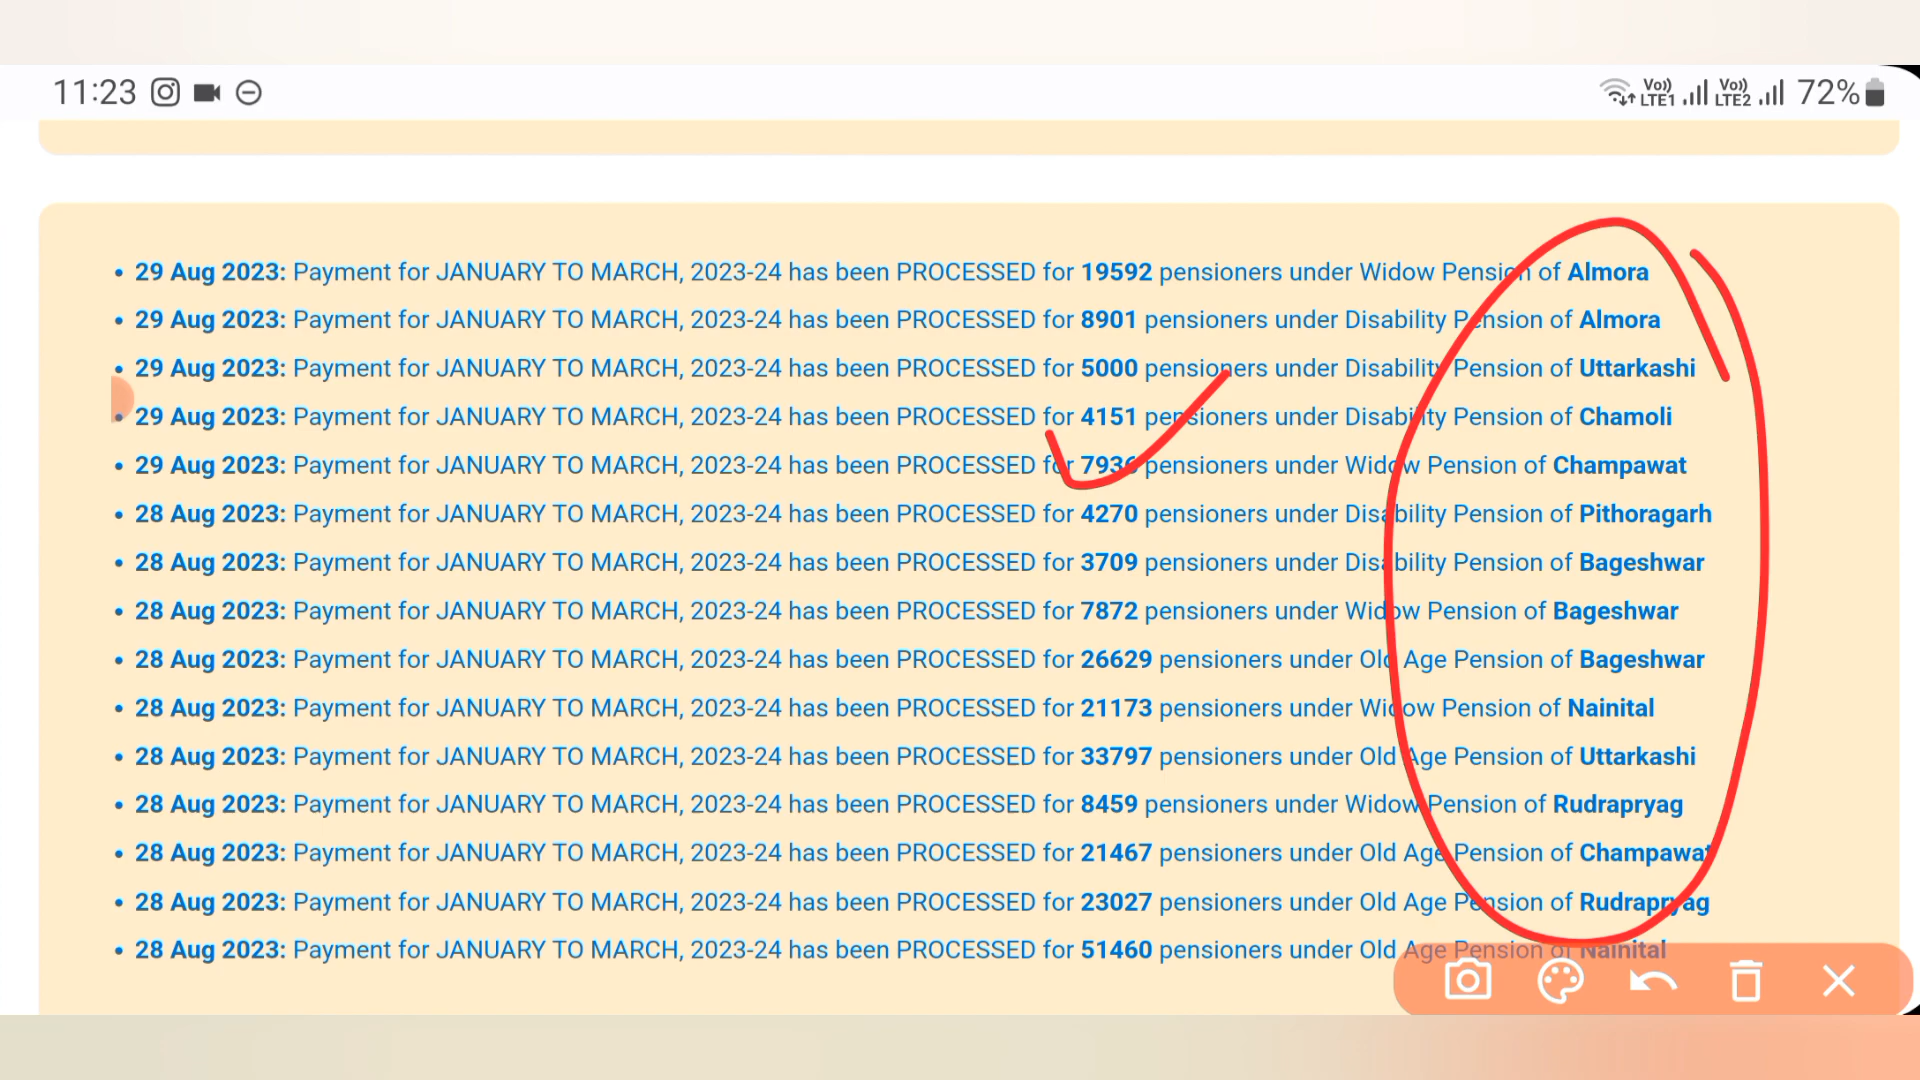 11:23 Vo)) LTE1 Vo)) LTE2 72%
• 29 Aug 2023: Payment for JANUARY TO MARCH, 2023-24 has been PROCESSED for 19592 pensioners under Widow Pension of Almora
• 29 Aug 2023: Payment for JANUARY TO MARCH, 2023-24 has been PROCESSED for 8901 pensioners under Disability Pension of Almora
• 29 Aug 2023: Payment for JANUARY TO MARCH, 2023-24 has been PROCESSED for 5000 pensioners under Disability Pension of Uttarkashi
• 29 Aug 2023: Payment for JANUARY TO MARCH, 2023-24 has been PROCESSED for 4151 pensioners under Disability Pension of Chamoli
• 29 Aug 2023: Payment for JANUARY TO MARCH, 2023-24 has been PROCESSED for 7936 pensioners under Widow Pension of Champawat
• 28 Aug 2023: Payment for JANUARY TO MARCH, 2023-24 has been PROCESSED for 4270 pensioners under Disability Pension of Pithoragarh
• 28 Aug 2023: Payment for JANUARY TO MARCH, 2023-24 has been PROCESSED for 3709 pensioners under Disability Pension of Bageshwar
• 28 Aug 2023: Payment for JANUARY TO MARCH, 2023-24 has been PROCESSED for 7872 pensioners under Widow Pension of Bageshwar
• 28 Aug 2023: Payment for JANUARY TO MARCH, 2023-24 has been PROCESSED for 26629 pensioners under Old Age Pension of Bageshwar
• 28 Aug 2023: Payment for JANUARY TO MARCH, 2023-24 has been PROCESSED for 21173 pensioners under Widow Pension of Nainital
• 28 Aug 2023: Payment for JANUARY TO MARCH, 2023-24 has been PROCESSED for 33797 pensioners under Old Age Pension of Uttarkashi
• 28 Aug 2023: Payment for JANUARY TO MARCH, 2023-24 has been PROCESSED for 8459 pensioners under Widow Pension of Rudrapryag
• 28 Aug 2023: Payment for JANUARY TO MARCH, 2023-24 has been PROCESSED for 21467 pensioners under Old Age Pension of Champawat
• 28 Aug 2023: Payment for JANUARY TO MARCH, 2023-24 has been PROCESSED for 23027 pensioners under Old Age Pension of Rudrapryag
• 28 Aug 2023: Payment for JANUARY TO MARCH, 2023-24 has been PROCESSED for 51460 pensioners under Old Age Pension of Nainital